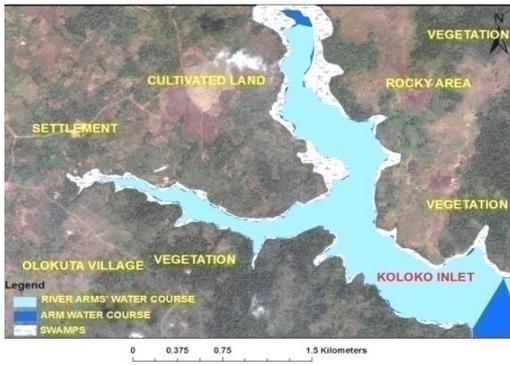 N
VEGETATION
CULTIVATED LAND
ROCKY AREA
SETTLEMENT
VEGETATION
OLOKUTA VILLAGE
VEGETATION
KOLOKO INLET
Legend
RIVER ARMS' WATER COURSE
ARM WATER COURSE
SWAMPS
0 0.375 0.75 1.5 Kilometers